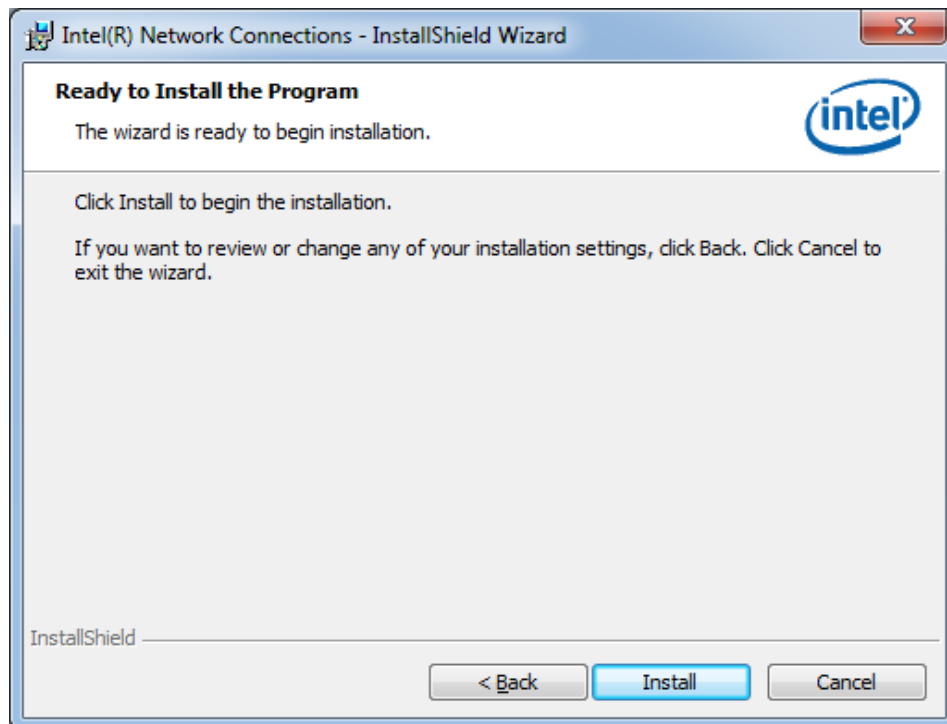 Intel(R) Network Connections - InstallShield Wizard
Ready to Install the Program
The wizard is ready to begin installation.
intel
Click Install to begin the installation.
If you want to review or change any of your installation settings, click Back. Click Cancel to
exit the wizard.
InstallShield
< Back
Install
Cancel